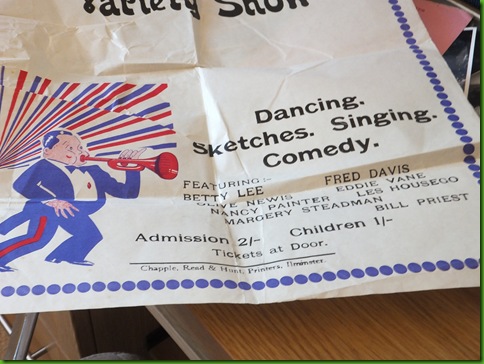 Variety Show
Dancing.
Sketches. Singing.
Comedy.
FEATURING:-
BETTY LEE FRED DAVIS
OLIVE NEWIS EDDIE VANE
NANCY PAINTER LES HOUSEGO
MARGERY STEADMAN BILL PRIEST
Admission 2/- Children 1/-
Tickets at Door.
Chapple, Read & Hunt, Printers, Ilminster.